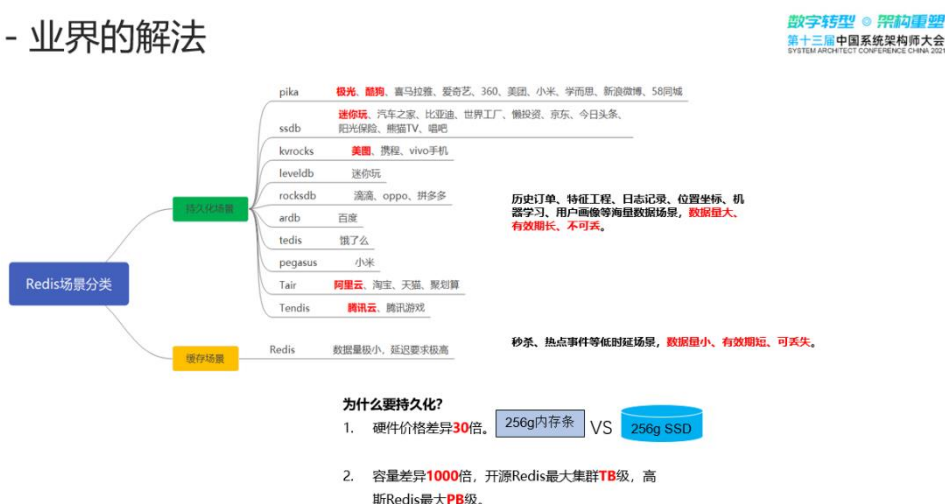 - 业界的解法
数字转型 架构重塑
第十三届中国系统架构师大会
SYSTEM ARCHITECT CONFERENCE CHINA 2021
pika 极光、酷狗、喜马拉雅、爱奇艺、360、美团、小米、学而思、新浪微博、58同城
迷你玩、汽车之家、比亚迪、世界工厂、懒投资、京东、今日头条、
ssdb 阳光保险、熊猫TV、唱吧
kvrocks 美图、携程、vivo手机
leveldb 迷你玩
rocksdb 滴滴、oppo、拼多多
ardb 百度
tedis 饿了么
pegasus 小米
Tair 阿里云、淘宝、天猫、聚划算
Tendis 腾讯云、腾讯游戏
持久化场景
历史订单、特征工程、日志记录、位置坐标、机
器学习、用户画像等海量数据场景，数据量大、
有效期长、不可丢。
Redis场景分类
缓存场景
Redis 数据量极小，延迟要求极高
秒杀、热点事件等低时延场景，数据量小、有效期短、可丢失。
为什么要持久化?
1. 硬件价格差异30倍。 256g内存条 VS 256g SSD
2. 容量差异1000倍，开源Redis最大集群TB级，高
斯Redis最大PB级。